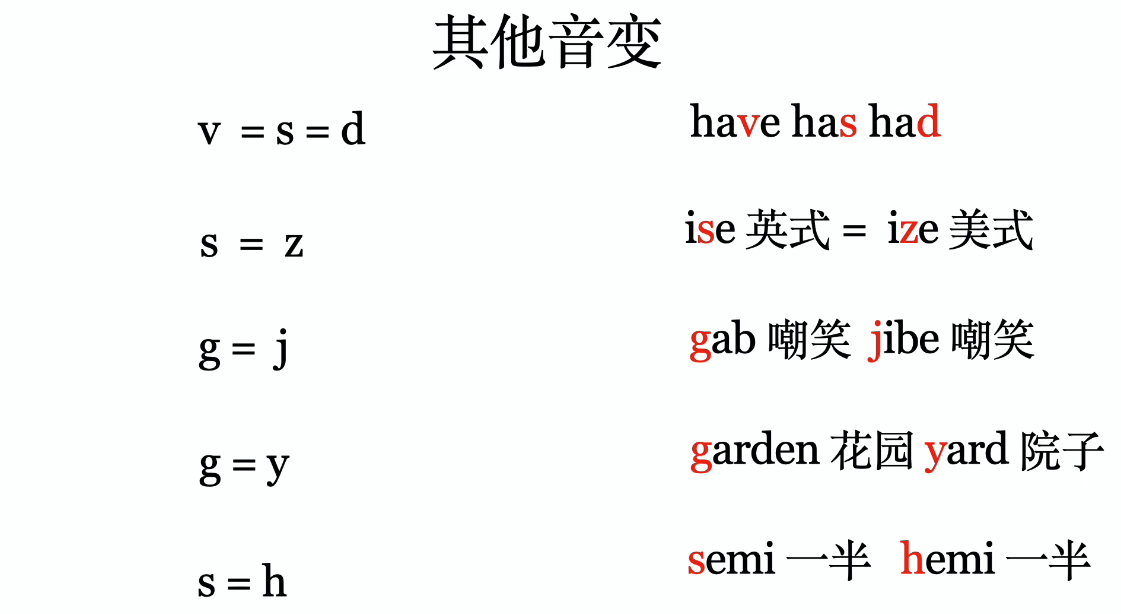 其他音变
v = s = d have has had
s = z ise 英式 = ize 美式
g = j gab 嘲笑 jibe 嘲笑
g = y garden 花园 yard 院子
s = h semi 一半 hemi 一半